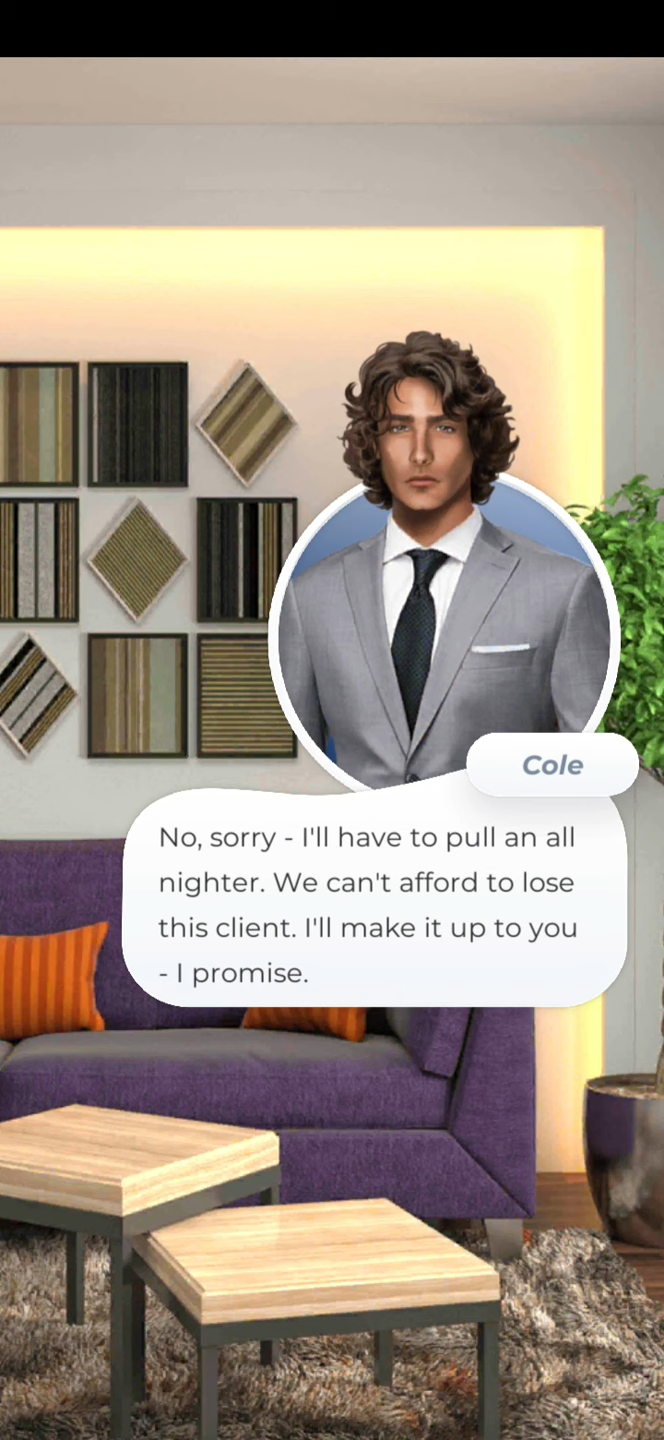 Cole
No, sorry - I'll have to pull an all
nighter. We can't afford to lose
this client. I'll make it up to you
- I promise.